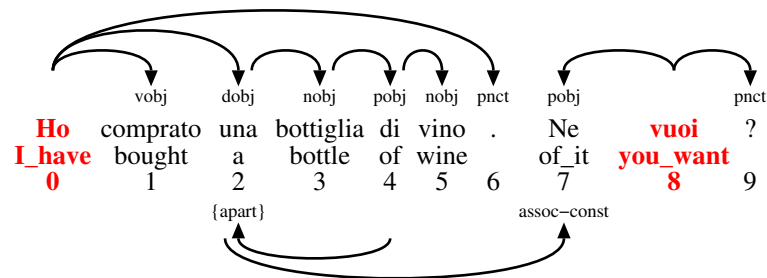 vobj dobj nobj pobj nobj pnct pobj pnct
Ho comprato una bottiglia di vino . Ne vuoi ?
I_have bought a bottle of wine of_it you_want
0 1 2 3 4 5 6 7 8 9
{apart} assoc−const